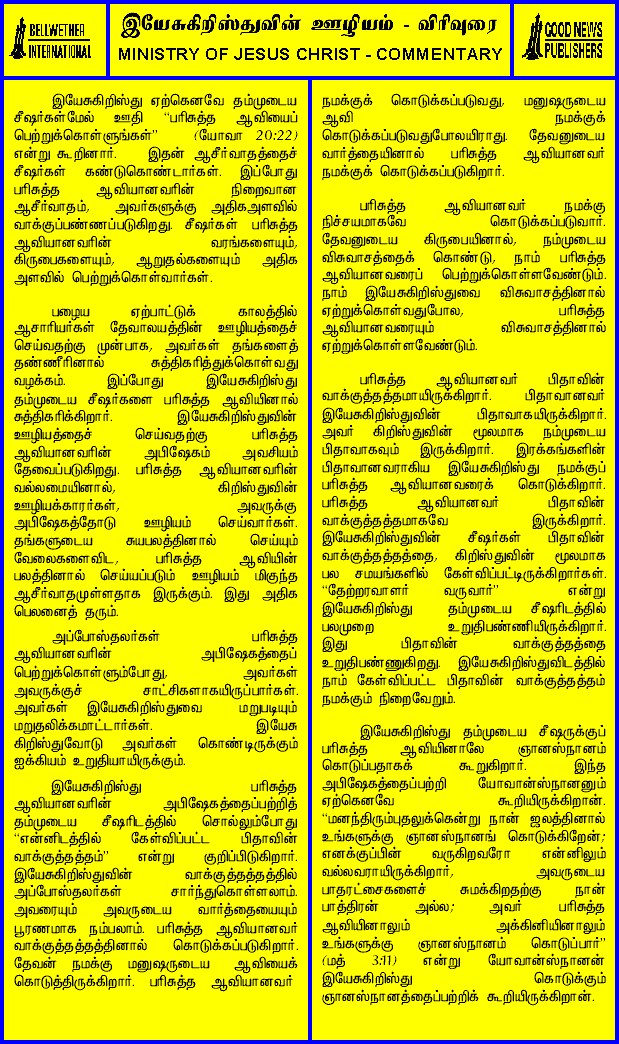 BELLWETHER
INTERNATIONAL
இயேசுகிறிஸ்துவின் ஊழியம் - விரிவுரை
MINISTRY OF JESUS CHRIST - COMMENTARY
GOOD NEWS
PUBLISHERS
இயேசுகிறிஸ்து ஏற்கெனவே தம்முடைய
சீஷர்கள்மேல் ஊதி “பரிசுத்த ஆவியைப்
பெற்றுக்கொள்ளுங்கள்” (யோவா 20:22)
என்று கூறினார். இதன் ஆசீர்வாதத்தைச்
சீஷர்கள் கண்டுகொண்டார்கள். இப்போது
பரிசுத்த ஆவியானவரின் நிறைவான
ஆசீர்வாதம், அவர்களுக்கு அதிகஅளவில்
வாக்குப்பண்ணப்படுகிறது. சீஷர்கள் பரிசுத்த
ஆவியானவரின் வரங்களையும்,
கிருபைகளையும், ஆறுதல்களையும் அதிக
அளவில் பெற்றுக்கொள்வார்கள்.
பழைய ஏற்பாட்டுக் காலத்தில்
ஆசாரியர்கள் தேவாலயத்தின் ஊழியத்தைச்
செய்வதற்கு முன்பாக, அவர்கள் தங்களைத்
தண்ணீரினால் சுத்திகரித்துக்கொள்வது
வழக்கம். இப்போது இயேசுகிறிஸ்து
தம்முடைய சீஷர்களை பரிசுத்த ஆவியினால்
சுத்திகரிக்கிறார். இயேசுகிறிஸ்துவின்
ஊழியத்தைச் செய்வதற்கு பரிசுத்த
ஆவியானவரின் அபிஷேகம் அவசியம்
தேவைப்படுகிறது. பரிசுத்த ஆவியானவரின்
வல்லமையினால், கிறிஸ்துவின்
ஊழியக்காரர்கள், அவருக்கு
அபிஷேகத்தோடு ஊழியம் செய்வார்கள்.
தங்களுடைய சுயபலத்தினால் செய்யும்
வேலைகளைவிட, பரிசுத்த ஆவியின்
பலத்தினால் செய்யப்படும் ஊழியம் மிகுந்த
ஆசீர்வாதமுள்ளதாக இருக்கும். இது அதிக
பெலனைத் தரும்.
அப்போஸ்தலர்கள் பரிசுத்த
ஆவியானவரின் அபிஷேகத்தைப்
பெற்றுக்கொள்ளும்போது, அவர்கள்
அவருக்குச் சாட்சிகளாகயிருப்பார்கள்.
அவர்கள் இயேசுகிறிஸ்துவை மறுபடியும்
மறுதலிக்கமாட்டார்கள். இயேசு
கிறிஸ்துவோடு அவர்கள் கொண்டிருக்கும்
ஐக்கியம் உறுதியாயிருக்கும்.
இயேசுகிறிஸ்து பரிசுத்த
ஆவியானவரின் அபிஷேகத்தைப்பற்றித்
தம்முடைய சீஷரிடத்தில் சொல்லும்போது
“என்னிடத்தில் கேள்விப்பட்ட பிதாவின்
வாக்குத்தத்தம்” என்று குறிப்பிடுகிறார்.
இயேசுகிறிஸ்துவின் வாக்குத்தத்தத்தில்
அப்போஸ்தலர்கள் சார்ந்துகொள்ளலாம்.
அவரையும் அவருடைய வார்த்தையையும்
பூரணமாக நம்பலாம். பரிசுத்த ஆவியானவர்
வாக்குத்தத்தத்தினால் கொடுக்கப்படுகிறார்.
தேவன் நமக்கு மனுஷருடைய ஆவியைக்
கொடுத்திருக்கிறார். பரிசுத்த ஆவியானவர்
நமக்குக் கொடுக்கப்படுவது, மனுஷருடைய
ஆவி நமக்குக்
கொடுக்கப்படுவதுபோலயிராது. தேவனுடைய
வார்த்தையினால் பரிசுத்த ஆவியானவர்
நமக்குக் கொடுக்கப்படுகிறார்.
பரிசுத்த ஆவியானவர் நமக்கு
நிச்சயமாகவே கொடுக்கப்படுவார்.
தேவனுடைய கிருபையினால், நம்முடைய
விசுவாசத்தைக் கொண்டு, நாம் பரிசுத்த
ஆவியானவரைப் பெற்றுக்கொள்ளவேண்டும்.
நாம் இயேசுகிறிஸ்துவை விசுவாசத்தினால்
ஏற்றுக்கொள்வதுபோல, பரிசுத்த
ஆவியானவரையும் விசுவாசத்தினால்
ஏற்றுக்கொள்ளவேண்டும்.
பரிசுத்த ஆவியானவர் பிதாவின்
வாக்குத்தத்தமாயிருக்கிறார். பிதாவானவர்
இயேசுகிறிஸ்துவின் பிதாவாகயிருக்கிறார்.
அவர் கிறிஸ்துவின் மூலமாக நம்முடைய
பிதாவாகவும் இருக்கிறார். இரக்கங்களின்
பிதாவானவராகிய இயேசுகிறிஸ்து நமக்குப்
பரிசுத்த ஆவியானவரைக் கொடுக்கிறார்.
பரிசுத்த ஆவியானவர் பிதாவின்
வாக்குத்தத்தமாகவே இருக்கிறார்.
இயேசுகிறிஸ்துவின் சீஷர்கள் பிதாவின்
வாக்குத்தத்தத்தை, கிறிஸ்துவின் மூலமாக
பல சமயங்களில் கேள்விப்பட்டிருக்கிறார்கள்.
“தேற்றரவாளர் வருவார்” என்று
இயேசுகிறிஸ்து தம்முடைய சீஷரிடத்தில்
பலமுறை உறுதிபண்ணியிருக்கிறார்.
இது பிதாவின் வாக்குத்தத்தை
உறுதிபண்ணுகிறது. இயேசுகிறிஸ்துவிடத்தில்
நாம் கேள்விப்பட்ட பிதாவின் வாக்குத்தத்தம்
நமக்கும் நிறைவேறும்.
இயேசுகிறிஸ்து தம்முடைய சீஷருக்குப்
பரிசுத்த ஆவியினாலே ஞானஸ்நானம்
கொடுப்பதாகக் கூறுகிறார். இந்த
அபிஷேகத்தைப்பற்றி யோவான்ஸ்நானனும்
ஏற்கெனவே கூறியிருக்கிறான்.
“மனந்திரும்புதலுக்கென்று நான் ஜலத்தினால்
உங்களுக்கு ஞானஸ்நானங் கொடுக்கிறேன்;
எனக்குப்பின் வருகிறவரோ என்னிலும்
வல்லவராயிருக்கிறார், அவருடைய
பாதரட்சைகளைச் சுமக்கிறதற்கு நான்
பாத்திரன் அல்ல; அவர் பரிசுத்த
ஆவியினாலும் அக்கினியினாலும்
உங்களுக்கு ஞானஸ்நானம் கொடுப்பார்”
(மத் 3:11) என்று யோவான்ஸ்நானன்
இயேசுகிறிஸ்து கொடுக்கும்
ஞானஸ்நானத்தைப்பற்றிக் கூறியிருக்கிறான்.